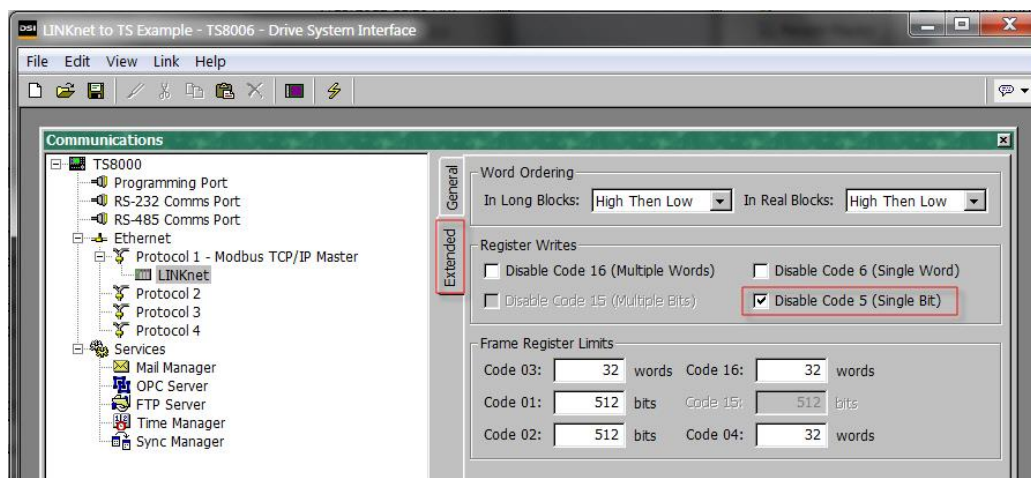 DSI LINKnet to TS Example - TS8006 - Drive System Interface
File Edit View Link Help
Communications
TS8000
Programming Port
RS-232 Comms Port
RS-485 Comms Port
Ethernet
Protocol 1 - Modbus TCP/IP Master
LINKnet
Protocol 2
Protocol 3
Protocol 4
Services
Mail Manager
OPC Server
FTP Server
Time Manager
Sync Manager
General
Extended
Word Ordering
In Long Blocks: High Then Low In Real Blocks: High Then Low
Register Writes
Disable Code 16 (Multiple Words) Disable Code 6 (Single Word)
Disable Code 15 (Multiple Bits) Disable Code 5 (Single Bit)
Frame Register Limits
Code 03: 32 words Code 16: 32 words
Code 01: 512 bits Code 15: 512 bits
Code 02: 512 bits Code 04: 32 words